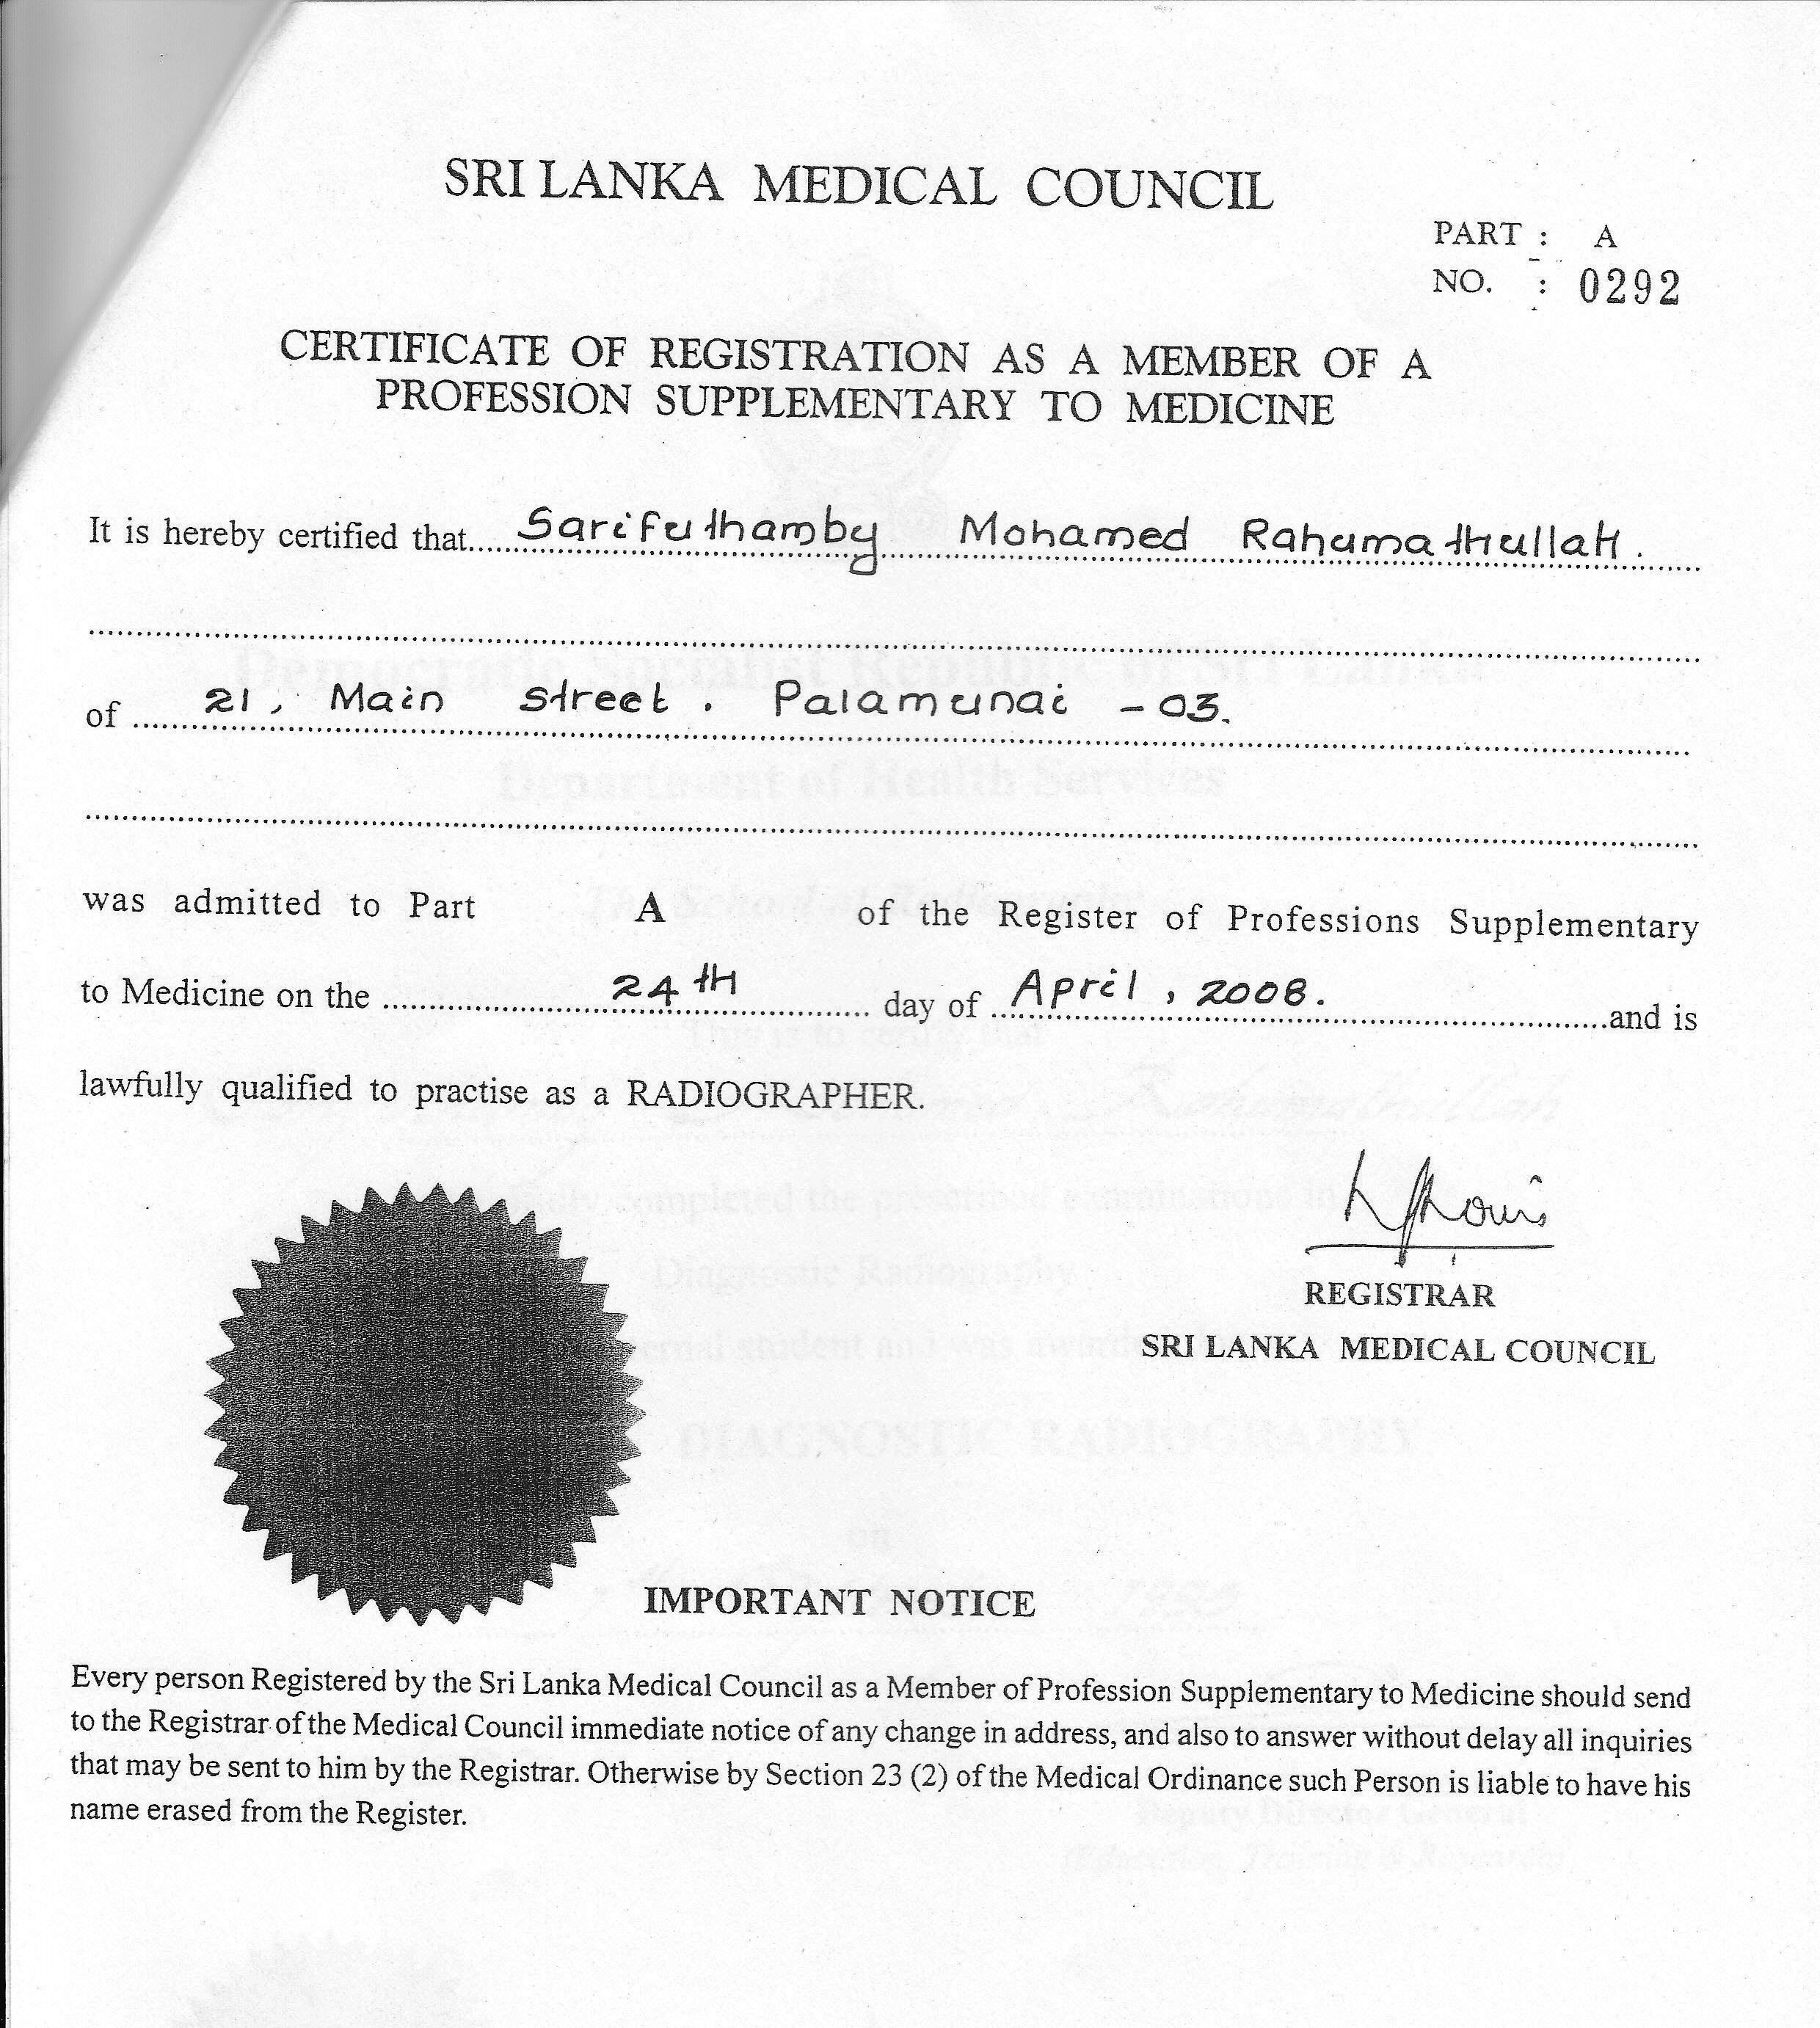 SRI LANKA MEDICAL COUNCIL
PART : A
NO. : 0292
CERTIFICATE OF REGISTRATION AS A MEMBER OF A
PROFESSION SUPPLEMENTARY TO MEDICINE
It is hereby certified that Sarifuthamby Mohamed Rahumathullah.
of 21, Main street. Palamunai - 03.
was admitted to Part A of the Register of Professions Supplementary
to Medicine on the 24th day of April, 2008. and is
lawfully qualified to practise as a RADIOGRAPHER.
REGISTRAR
SRI LANKA MEDICAL COUNCIL
IMPORTANT NOTICE
Every person Registered by the Sri Lanka Medical Council as a Member of Profession Supplementary to Medicine should send
to the Registrar of the Medical Council immediate notice of any change in address, and also to answer without delay all inquiries
that may be sent to him by the Registrar. Otherwise by Section 23 (2) of the Medical Ordinance such Person is liable to have his
name erased from the Register.